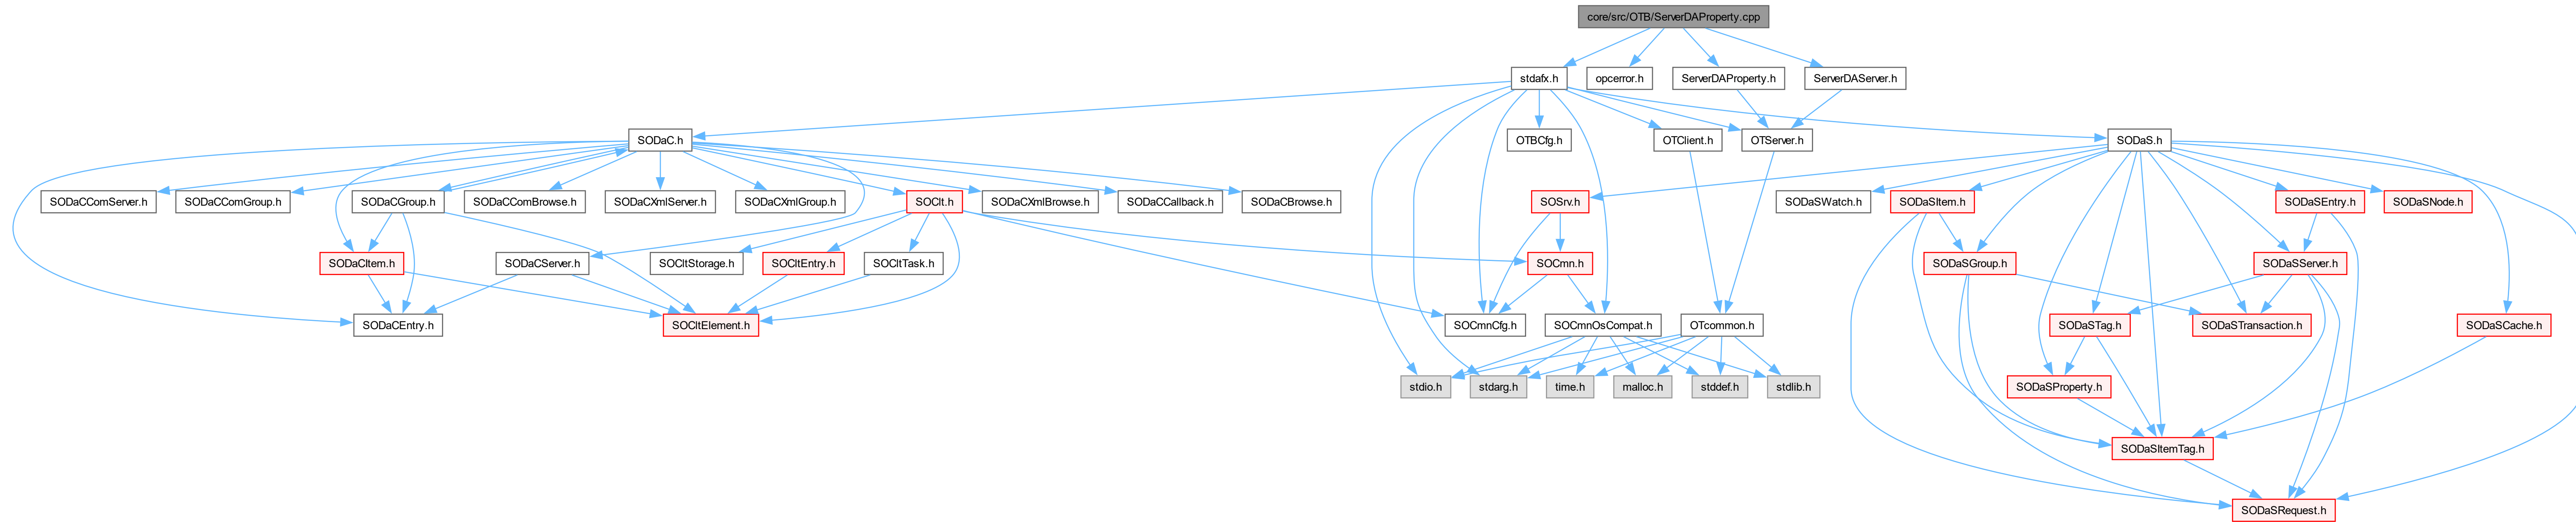 core/src/OTB/ServerDAProperty.cpp
stdafx.h
opcerror.h
ServerDAProperty.h
ServerDAServer.h
SODaC.h
OTBCfg.h
OTClient.h
OTServer.h
SODaS.h
SODaCComServer.h
SODaCComGroup.h
SODaCGroup.h
SODaCComBrowse.h
SODaCXmlServer.h
SODaCXmlGroup.h
SOClt.h
SODaCXmlBrowse.h
SODaCCallback.h
SODaCBrowse.h
SOSrv.h
SODaSWatch.h
SODaSItem.h
SODaSEntry.h
SODaSNode.h
SODaCItem.h
SODaCServer.h
SOCltStorage.h
SOCltEntry.h
SOCltTask.h
SOCmn.h
SODaSGroup.h
SODaSServer.h
SODaCEntry.h
SOCltElement.h
SOCmnCfg.h
SOCmnOsCompat.h
OTcommon.h
SODaSTag.h
SODaSTransaction.h
SODaSCache.h
stdio.h
stdarg.h
time.h
malloc.h
stddef.h
stdlib.h
SODaSProperty.h
SODaSItemTag.h
SODaSRequest.h